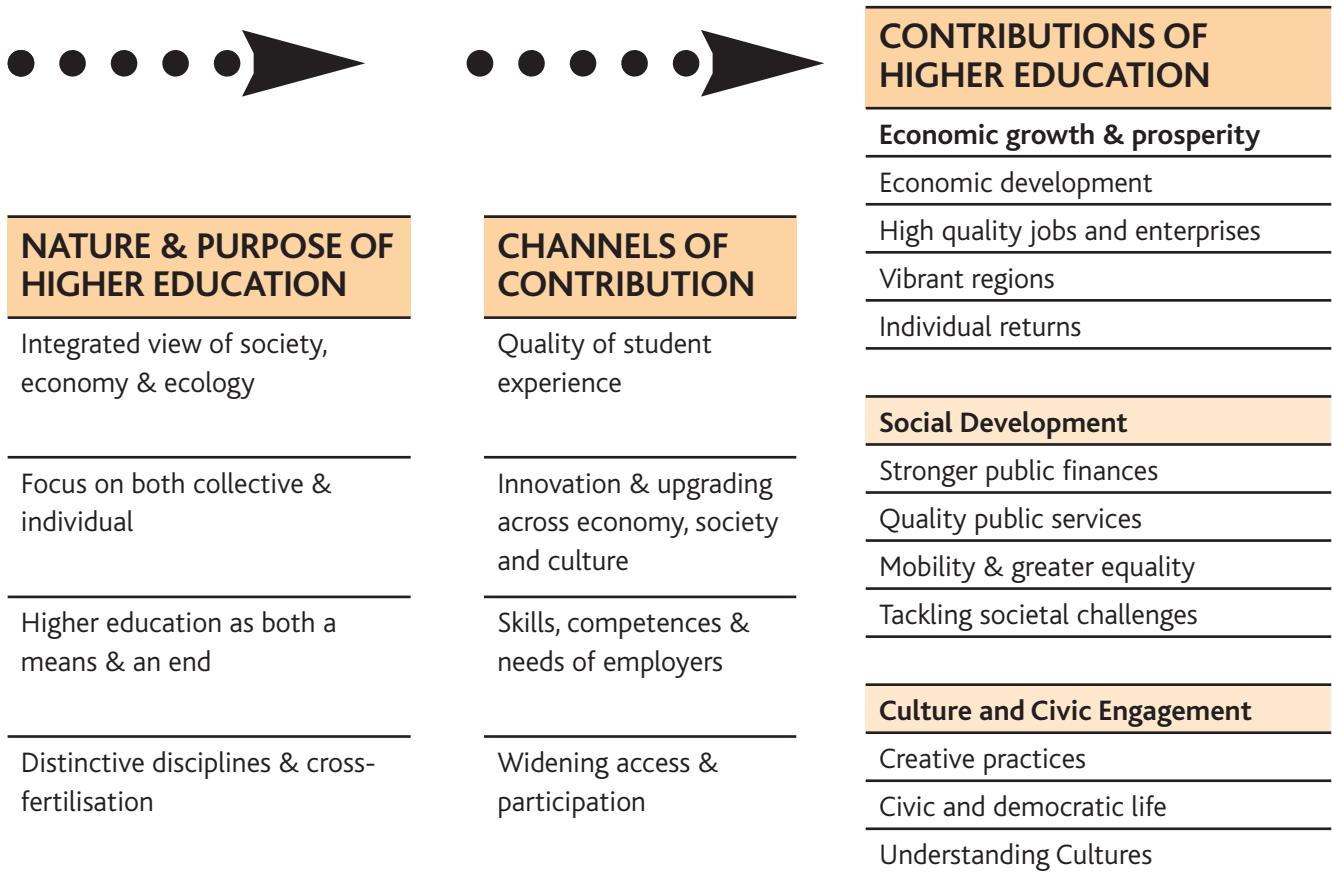 NATURE & PURPOSE OF
HIGHER EDUCATION
Integrated view of society,
economy & ecology
Focus on both collective &
individual
Higher education as both a
means & an end
Distinctive disciplines & cross-
fertilisation
CHANNELS OF
CONTRIBUTION
Quality of student
experience
Innovation & upgrading
across economy, society
and culture
Skills, competences &
needs of employers
Widening access &
participation
CONTRIBUTIONS OF
HIGHER EDUCATION
Economic growth & prosperity
Economic development
High quality jobs and enterprises
Vibrant regions
Individual returns
Social Development
Stronger public finances
Quality public services
Mobility & greater equality
Tackling societal challenges
Culture and Civic Engagement
Creative practices
Civic and democratic life
Understanding Cultures